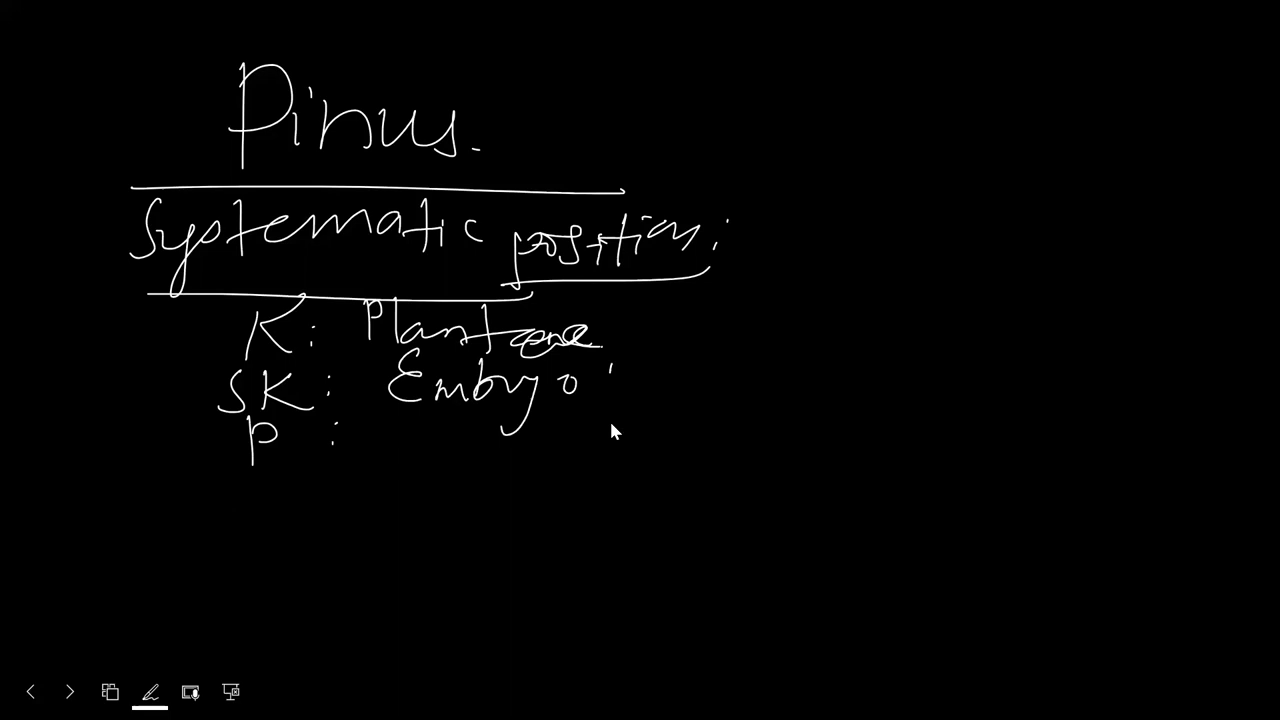 Pinus.
Systematic position:
K: Plantae
SK: Embryo
P :